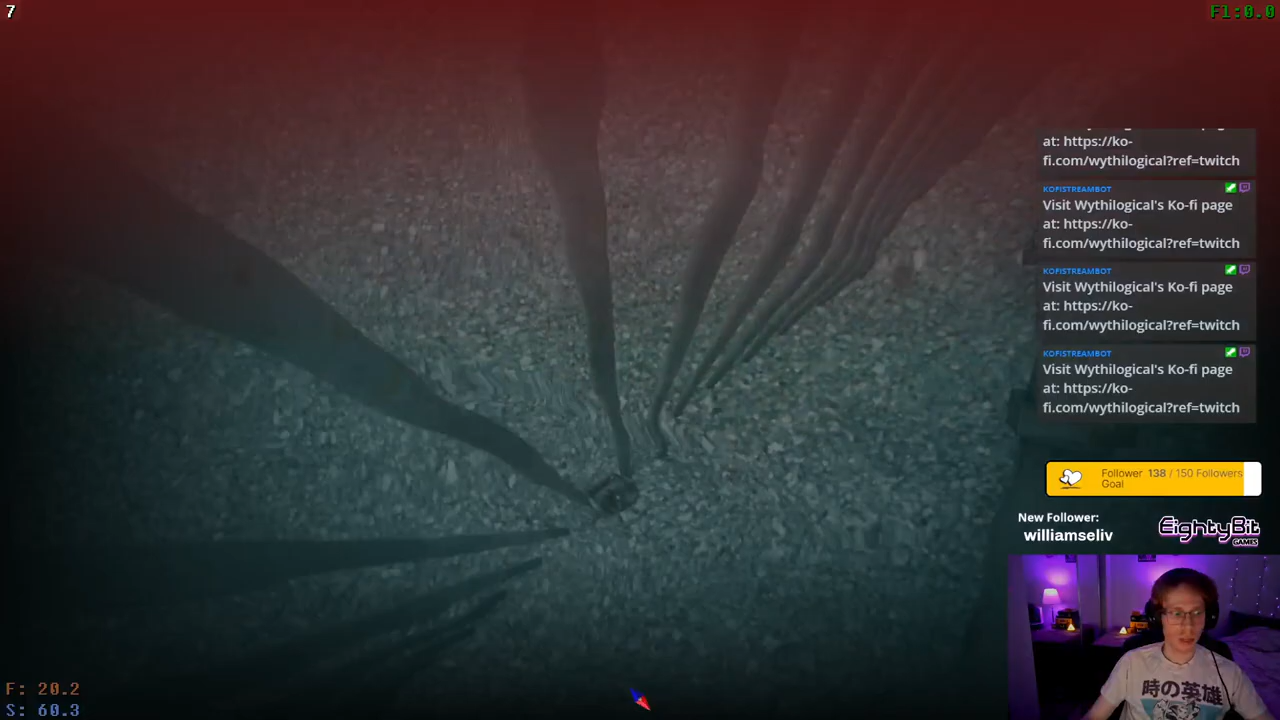 7
F1:0.0
at: https://ko-
fi.com/wythilogical?ref=twitch
KOFISTREAMBOT
Visit Wythilogical's Ko-fi page
at: https://ko-
fi.com/wythilogical?ref=twitch
KOFISTREAMBOT
Visit Wythilogical's Ko-fi page
at: https://ko-
fi.com/wythilogical?ref=twitch
KOFISTREAMBOT
Visit Wythilogical's Ko-fi page
at: https://ko-
fi.com/wythilogical?ref=twitch
Follower 138 / 150 Followers
Goal
New Follower:
williamseliv
EightyBit
GAMES
時の英雄
F: 20.2
S: 60.3